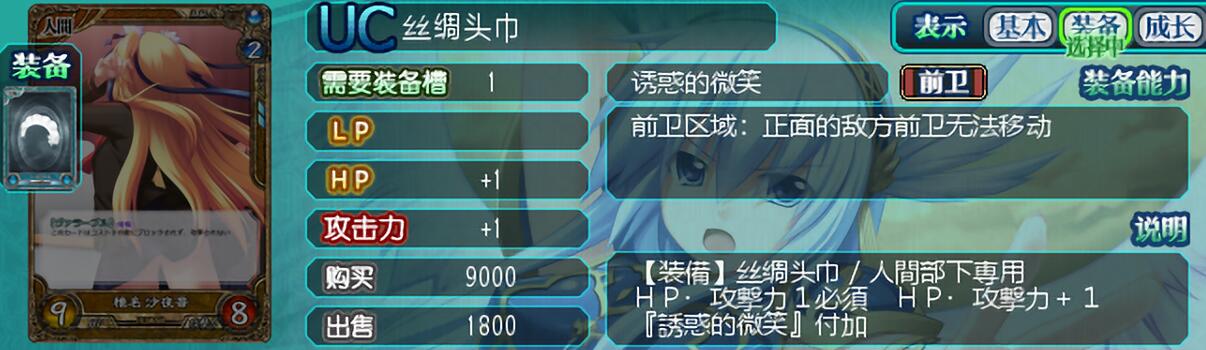 人間
2
装备
9
椎名 沙夜音
8
UC 丝绸头巾
需要装备槽 1
LP
HP +1
攻击力 +1
购买 9000
出售 1800
表示 基本 装备 成长
选择中
诱惑的微笑 前卫 装备能力
前卫区域：正面的敌方前卫无法移动
说明
【装備】丝绸头巾／人間部下専用
ＨＰ・攻撃力１必須　ＨＰ・攻撃力＋１
『誘惑的微笑』付加